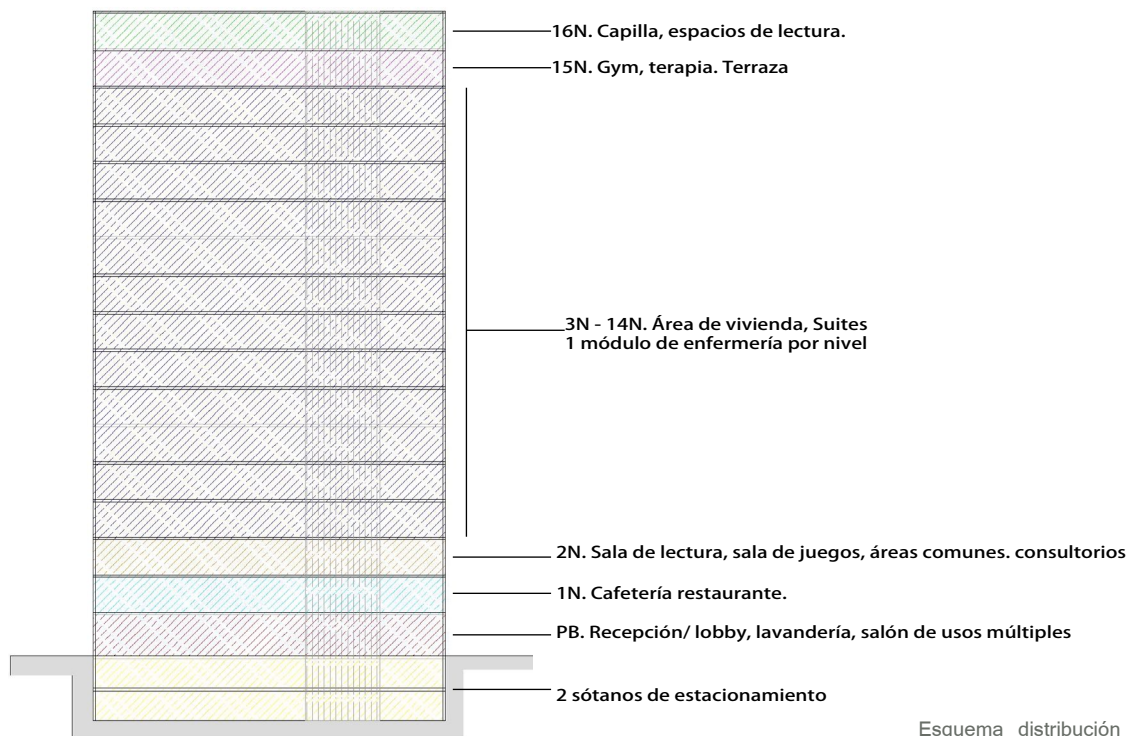 16N. Capilla, espacios de lectura.
15N. Gym, terapia. Terraza
3N - 14N. Área de vivienda, Suites
1 módulo de enfermería por nivel
2N. Sala de lectura, sala de juegos, áreas comunes. consultorios
1N. Cafetería restaurante.
PB. Recepción/ lobby, lavandería, salón de usos múltiples
2 sótanos de estacionamiento
Esquema distribución